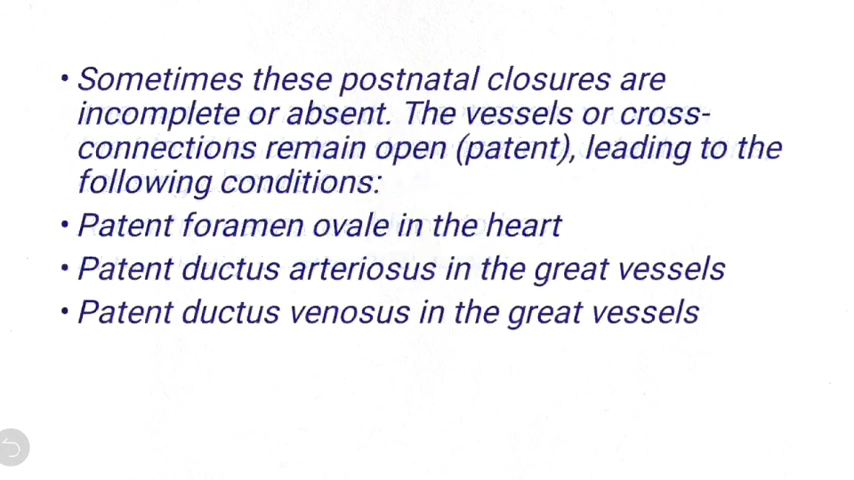 • Sometimes these postnatal closures are
incomplete or absent. The vessels or cross-
connections remain open (patent), leading to the
following conditions:
• Patent foramen ovale in the heart
• Patent ductus arteriosus in the great vessels
• Patent ductus venosus in the great vessels